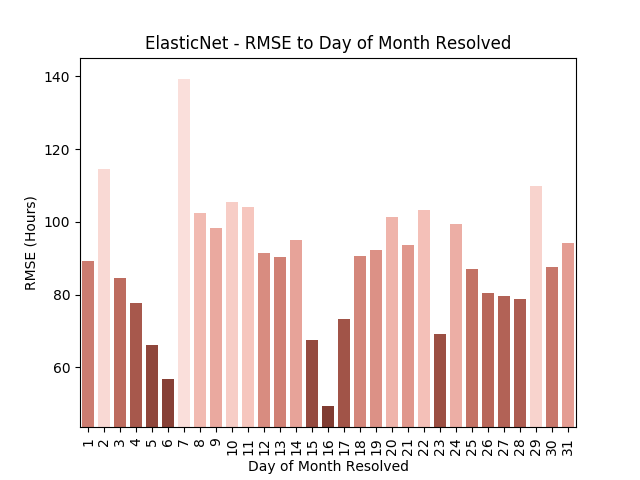 ElasticNet - RMSE to Day of Month Resolved
140
120
100
80
60
RMSE (Hours)
1 2 3 4 5 6 7 8 9 10 11 12 13 14 15 16 17 18 19 20 21 22 23 24 25 26 27 28 29 30 31
Day of Month Resolved